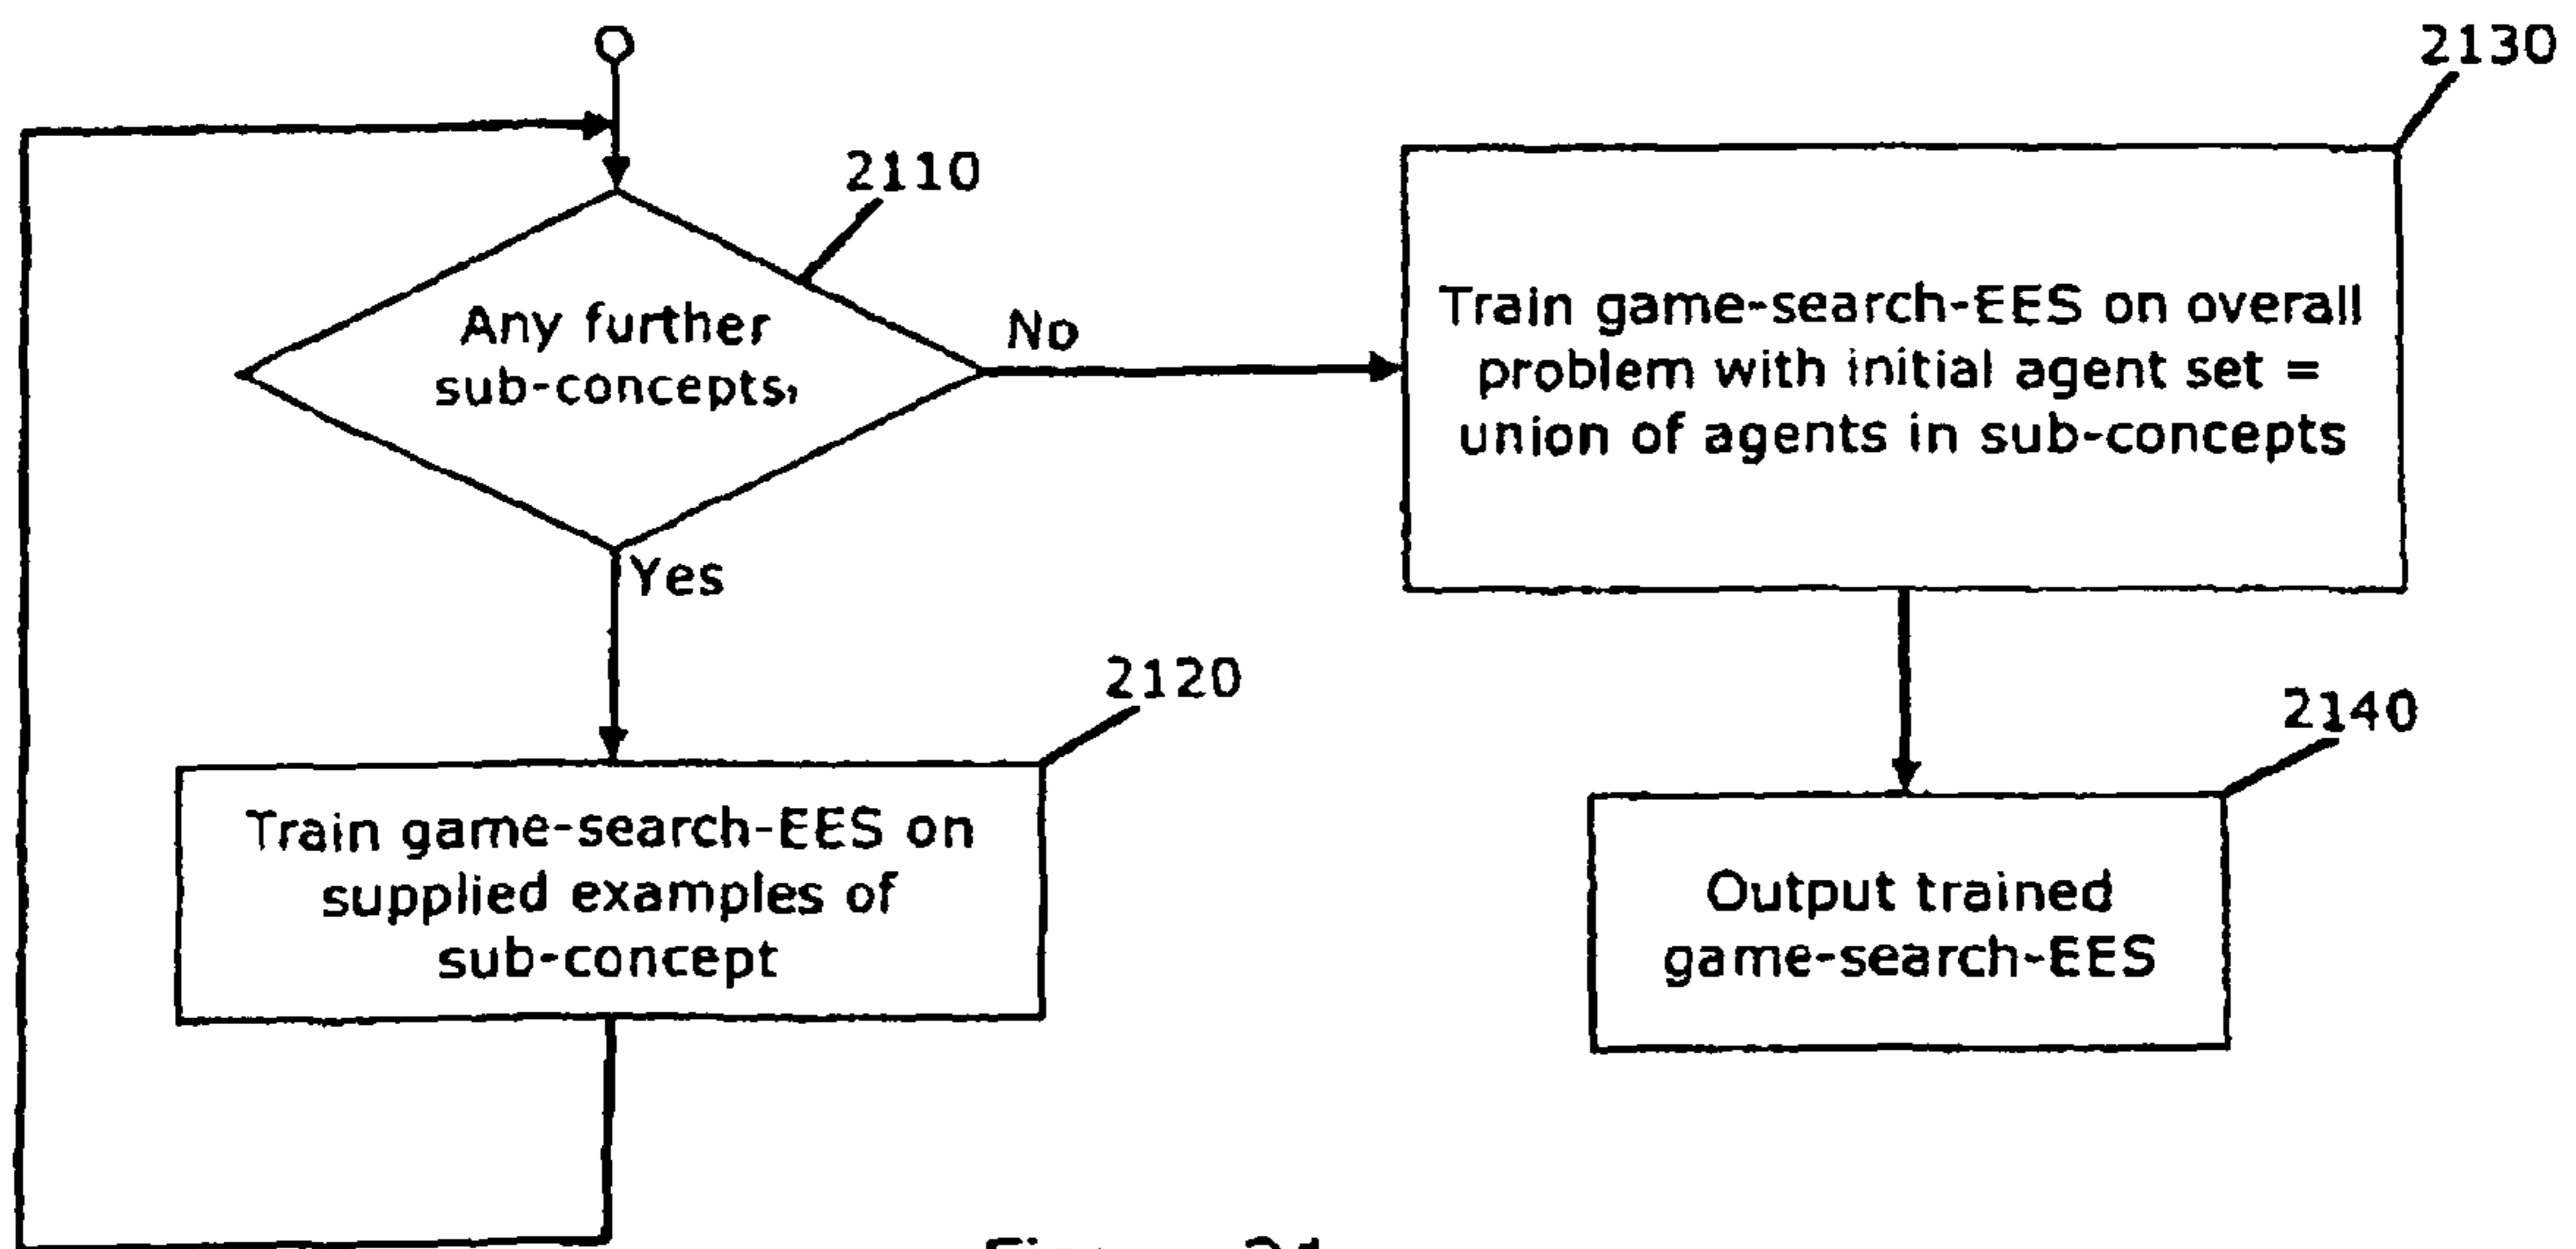 2110
Any further
sub-concepts,
No
Yes
2120
Train game-search-EES on
supplied examples of
sub-concept
2130
Train game-search-EES on overall
problem with initial agent set =
union of agents in sub-concepts
2140
Output trained
game-search-EES